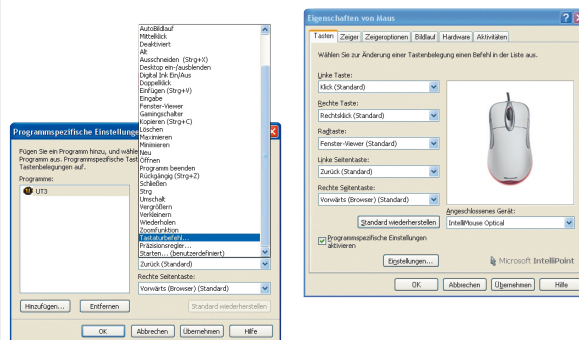 AutoBildlauf
Mittelklick
Deaktiviert
Alt
Ausschneiden (Strg+X)
Desktop ein-/ausblenden
Digital Ink Ein/Aus
Doppelklick
Einfügen (Strg+V)
Eingabe
Fenster-Viewer
Gamingschalter
Kopieren (Strg+C)
Löschen
Maximieren
Minimieren
Neu
Öffnen
Programm beenden
Rückgängig (Strg+Z)
Schließen
Strg
Umschalt
Vergrößern
Verkleinern
Wiederholen
Zoomfunktion
Tastaturbefehl...
Präzisionsregler...
Starten... (benutzerdefiniert)
Programmspezifische Einstellunge
Fügen Sie ein Programm hinzu, und wähle
Programm aus. Programmspezifische Tast
Tastenbelegungen auf.
Programme:
UT3
Zurück (Standard)
Rechte Seitentaste:
Vorwärts (Browser) (Standard)
Hinzufügen... Entfernen Standard wiederherstellen
OK Abbrechen Übernehmen Hilfe
Eigenschaften von Maus
Tasten Zeiger Zeigeroptionen Bildlauf Hardware Aktivitäten
Wählen Sie zur Änderung einer Tastenbelegung einen Befehl in der Liste aus.
Linke Taste:
Klick (Standard)
Rechte Taste:
Rechtsklick (Standard)
Radtaste:
Fenster-Viewer (Standard)
Linke Seitentaste:
Zurück (Standard)
Rechte Seitentaste:
Vorwärts (Browser) (Standard)
Standard wiederherstellen
Angeschlossenes Gerät:
IntelliMouse Optical
Programmspezifische Einstellungen
aktivieren
Einstellungen...
Microsoft IntelliPoint
OK Abbrechen Übernehmen Hilfe